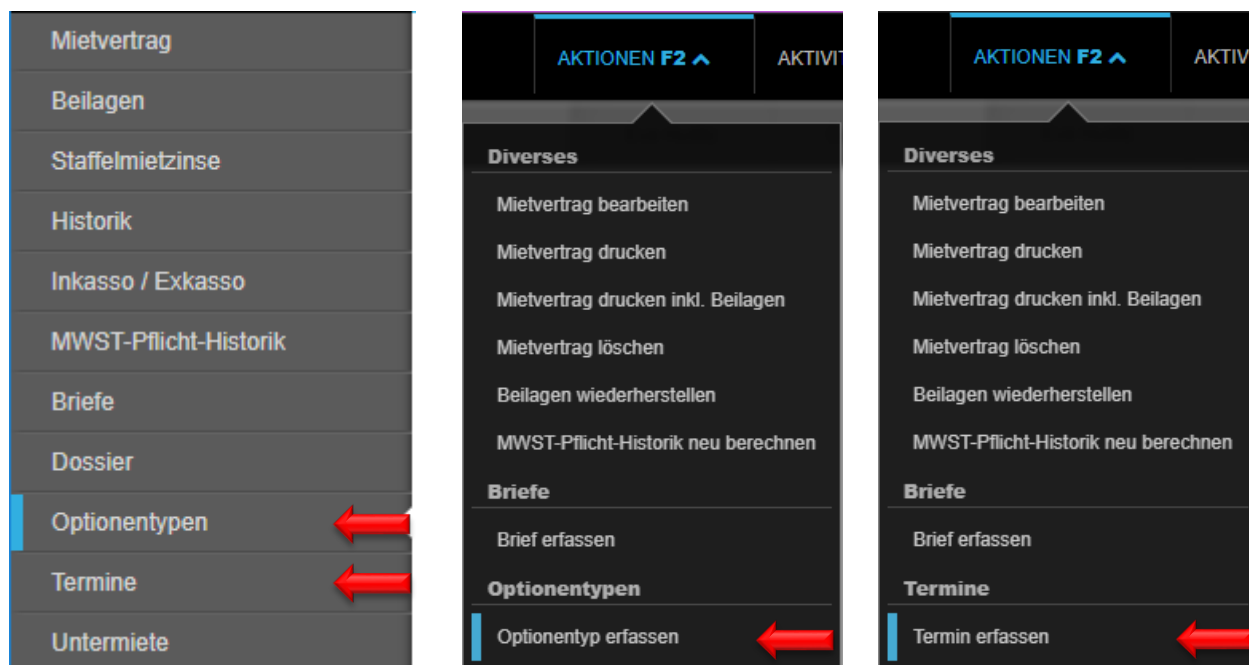 Mietvertrag
Beilagen
Staffelmietzinse
Historik
Inkasso / Exkasso
MWST-Pflicht-Historik
Briefe
Dossier
Optionentypen
Termine
Untermiete
AKTIONEN F2 AKTIVIT
Diverses
Mietvertrag bearbeiten
Mietvertrag drucken
Mietvertrag drucken inkl. Beilagen
Mietvertrag löschen
Beilagen wiederherstellen
MWST-Pflicht-Historik neu berechnen
Briefe
Brief erfassen
Optionentypen
Optionentyp erfassen
AKTIONEN F2 AKTIV
Diverses
Mietvertrag bearbeiten
Mietvertrag drucken
Mietvertrag drucken inkl. Beilagen
Mietvertrag löschen
Beilagen wiederherstellen
MWST-Pflicht-Historik neu berechnen
Briefe
Brief erfassen
Termine
Termin erfassen